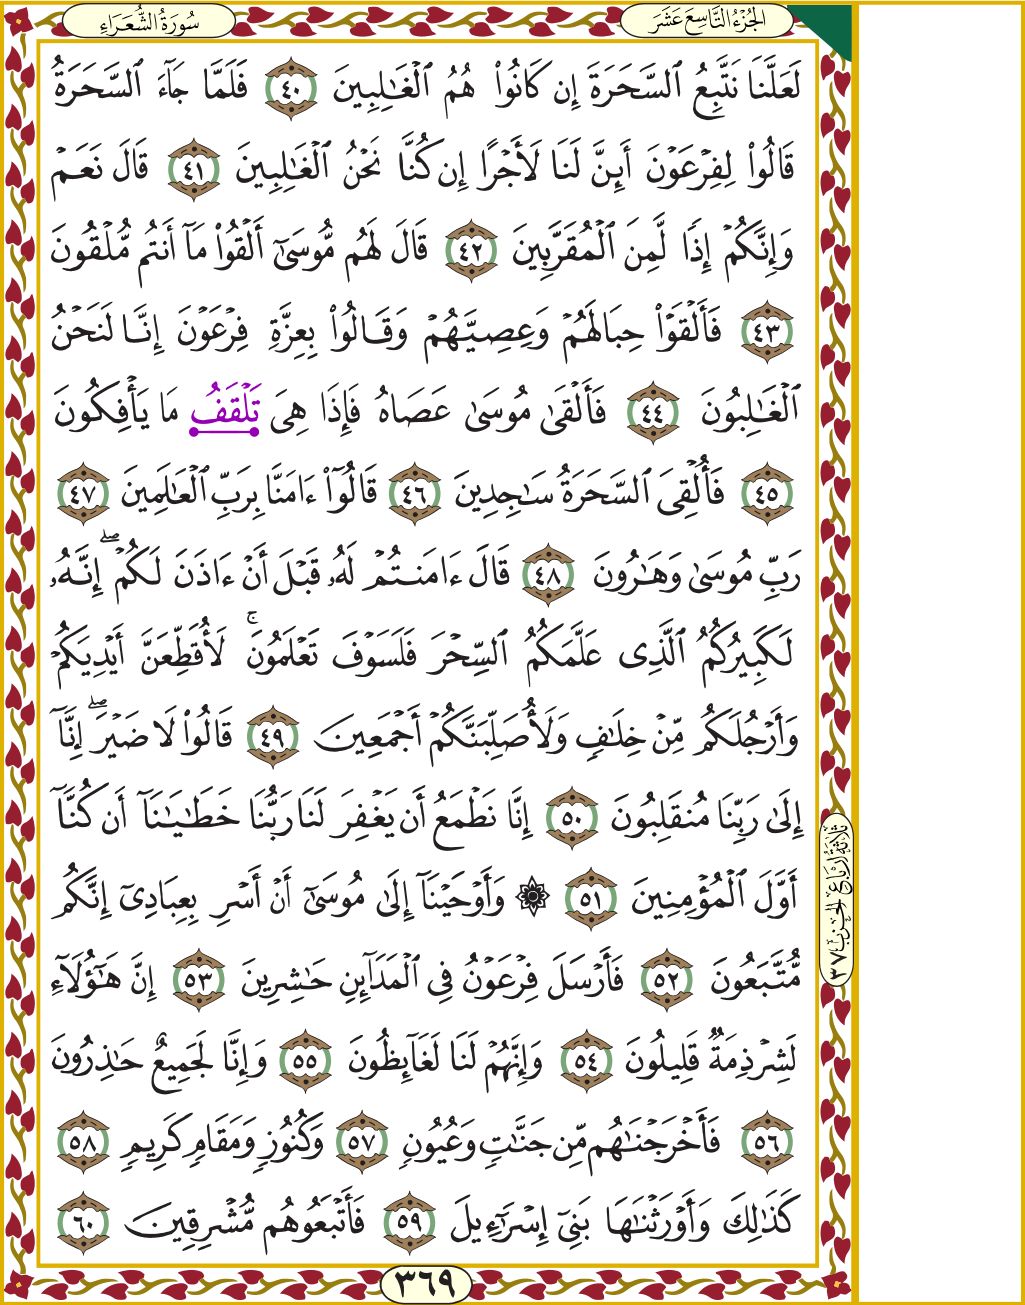 سُورَةُ الشُّعَرَاءِ
الجُزْءُ التَّاسِعَ عَشَرَ
لَعَلَّنَا نَتَّبِعُ ٱلسَّحَرَةَ إِن كَانُوا۟ هُمُ ٱلْغَـٰلِبِينَ ٤٠ فَلَمَّا جَآءَ ٱلسَّحَرَةُ
قَالُوا۟ لِفِرْعَوْنَ أَئِنَّ لَنَا لَأَجْرًا إِن كُنَّا نَحْنُ ٱلْغَـٰلِبِينَ ٤١ قَالَ نَعَمْ
وَإِنَّكُمْ إِذًا لَّمِنَ ٱلْمُقَرَّبِينَ ٤٢ قَالَ لَهُم مُّوسَىٰٓ أَلْقُوا۟ مَآ أَنتُم مُّلْقُونَ
٤٣ فَأَلْقَوْا۟ حِبَالَهُمْ وَعِصِيَّهُمْ وَقَالُوا۟ بِعِزَّةِ فِرْعَوْنَ إِنَّا لَنَحْنُ
ٱلْغَـٰلِبُونَ ٤٤ فَأَلْقَىٰ مُوسَىٰ عَصَاهُ فَإِذَا هِىَ تَلْقَفُ مَا يَأْفِكُونَ
٤٥ فَأُلْقِىَ ٱلسَّحَرَةُ سَـٰجِدِينَ ٤٦ قَالُوٓا۟ ءَامَنَّا بِرَبِّ ٱلْعَـٰلَمِينَ ٤٧
رَبِّ مُوسَىٰ وَهَـٰرُونَ ٤٨ قَالَ ءَامَنتُمْ لَهُۥ قَبْلَ أَنْ ءَاذَنَ لَكُمْ ۖ إِنَّهُۥ
لَكَبِيرُكُمُ ٱلَّذِى عَلَّمَكُمُ ٱلسِّحْرَ فَلَسَوْفَ تَعْلَمُونَ ۚ لَأُقَطِّعَنَّ أَيْدِيَكُمْ
وَأَرْجُلَكُم مِّنْ خِلَـٰفٍ وَلَأُصَلِّبَنَّكُمْ أَجْمَعِينَ ٤٩ قَالُوا۟ لَا ضَيْرَ ۖ إِنَّآ
إِلَىٰ رَبِّنَا مُنقَلِبُونَ ٥٠ إِنَّا نَطْمَعُ أَن يَغْفِرَ لَنَا رَبُّنَا خَطَـٰيَـٰنَآ أَن كُنَّآ
أَوَّلَ ٱلْمُؤْمِنِينَ ٥١ ۞ وَأَوْحَيْنَآ إِلَىٰ مُوسَىٰٓ أَنْ أَسْرِ بِعِبَادِىٓ إِنَّكُم
مُّتَّبَعُونَ ٥٢ فَأَرْسَلَ فِرْعَوْنُ فِى ٱلْمَدَآئِنِ حَـٰشِرِينَ ٥٣ إِنَّ هَـٰٓؤُلَآءِ
لَشِرْذِمَةٌ قَلِيلُونَ ٥٤ وَإِنَّهُمْ لَنَا لَغَآئِظُونَ ٥٥ وَإِنَّا لَجَمِيعٌ حَـٰذِرُونَ
٥٦ فَأَخْرَجْنَـٰهُم مِّن جَنَّـٰتٍ وَعُيُونٍ ٥٧ وَكُنُوزٍ وَمَقَامٍ كَرِيمٍ ٥٨
كَذَٰلِكَ وَأَوْرَثْنَـٰهَا بَنِىٓ إِسْرَٰٓءِيلَ ٥٩ فَأَتْبَعُوهُم مُّشْرِقِينَ ٦٠
ثَلَاثَةُ أَرْبَاعِ الحِزْبِ ٣٧
٣٦٩